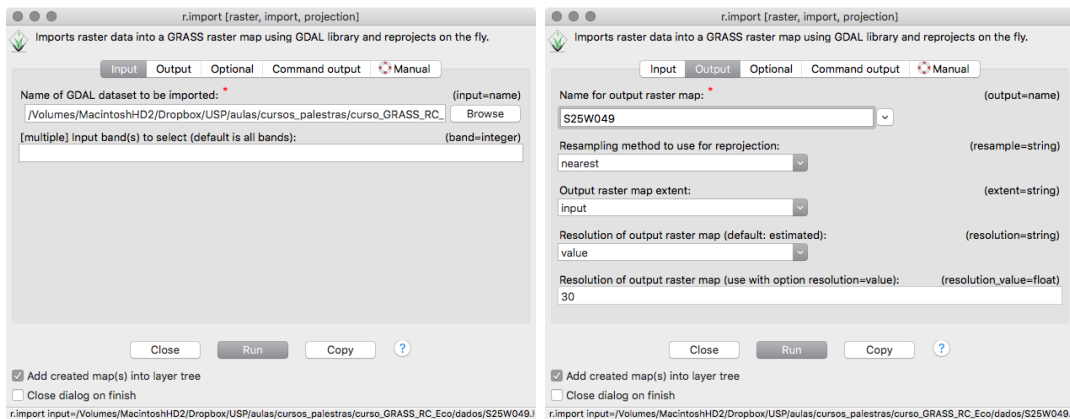 r.import [raster, import, projection]
Imports raster data into a GRASS raster map using GDAL library and reprojects on the fly.
Input Output Optional Command output Manual
Name of GDAL dataset to be imported: * (input=name)
/Volumes/MacintoshHD2/Dropbox/USP/aulas/cursos_palestras/curso_GRASS_RC_ Browse
[multiple] Input band(s) to select (default is all bands): (band=integer)
Close Run Copy ?
Add created map(s) into layer tree
Close dialog on finish
r.import input=/Volumes/MacintoshHD2/Dropbox/USP/aulas/cursos_palestras/curso_GRASS_RC_Eco/dados/S25W049.h
r.import [raster, import, projection]
Imports raster data into a GRASS raster map using GDAL library and reprojects on the fly.
Input Output Optional Command output Manual
Name for output raster map: * (output=name)
S25W049
Resampling method to use for reprojection: (resample=string)
nearest
Output raster map extent: (extent=string)
input
Resolution of output raster map (default: estimated): (resolution=string)
value
Resolution of output raster map (use with option resolution=value): (resolution_value=float)
30
Close Run Copy ?
Add created map(s) into layer tree
Close dialog on finish
r.import input=/Volumes/MacintoshHD2/Dropbox/USP/aulas/cursos_palestras/curso_GRASS_RC_Eco/dados/S25W049.